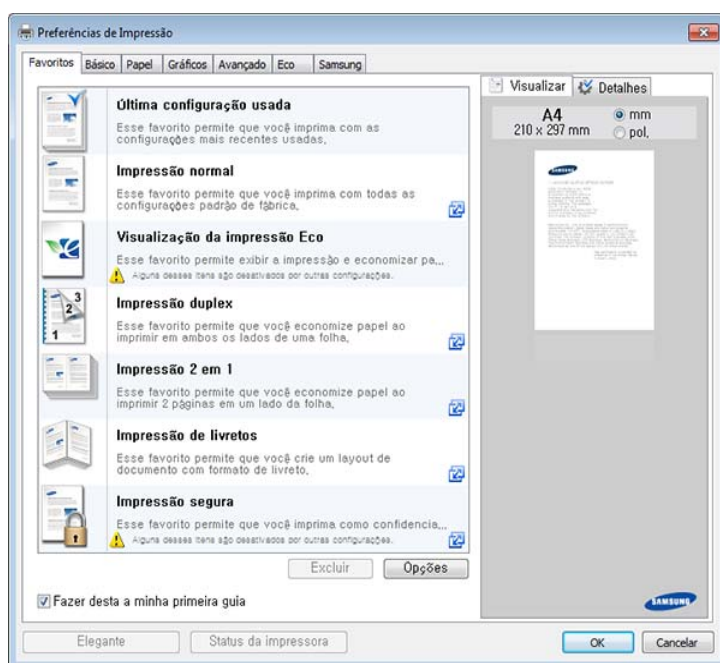 Preferências de Impressão
Favoritos Básico Papel Gráficos Avançado Eco Samsung
Última configuração usada
Esse favorito permite que você imprima com as
configurações mais recentes usadas,
Impressão normal
Esse favorito permite que você imprima com todas as
configurações padrão de fábrica,
Visualização da impressão Eco
Esse favorito permite exibir a impressão e economizar pa...
Alguns desses itens são desativados por outras configurações.
Impressão duplex
Esse favorito permite que você economize papel ao
imprimir em ambos os lados de uma folha,
Impressão 2 em 1
Esse favorito permite que você economize papel ao
imprimir 2 páginas em um lado da folha,
Impressão de livretos
Esse favorito permite que você crie um layout de
documento com formato de livreto,
Impressão segura
Esse favorito permite que você imprima como confidencia...
Alguns desses itens são desativados por outras configurações.
Excluir Opções
Fazer desta a minha primeira guia
Elegante Status da impressora
Visualizar Detalhes
A4
210 x 297 mm
mm
pol,
SAMSUNG
SAMSUNG
OK Cancelar
1 2 3